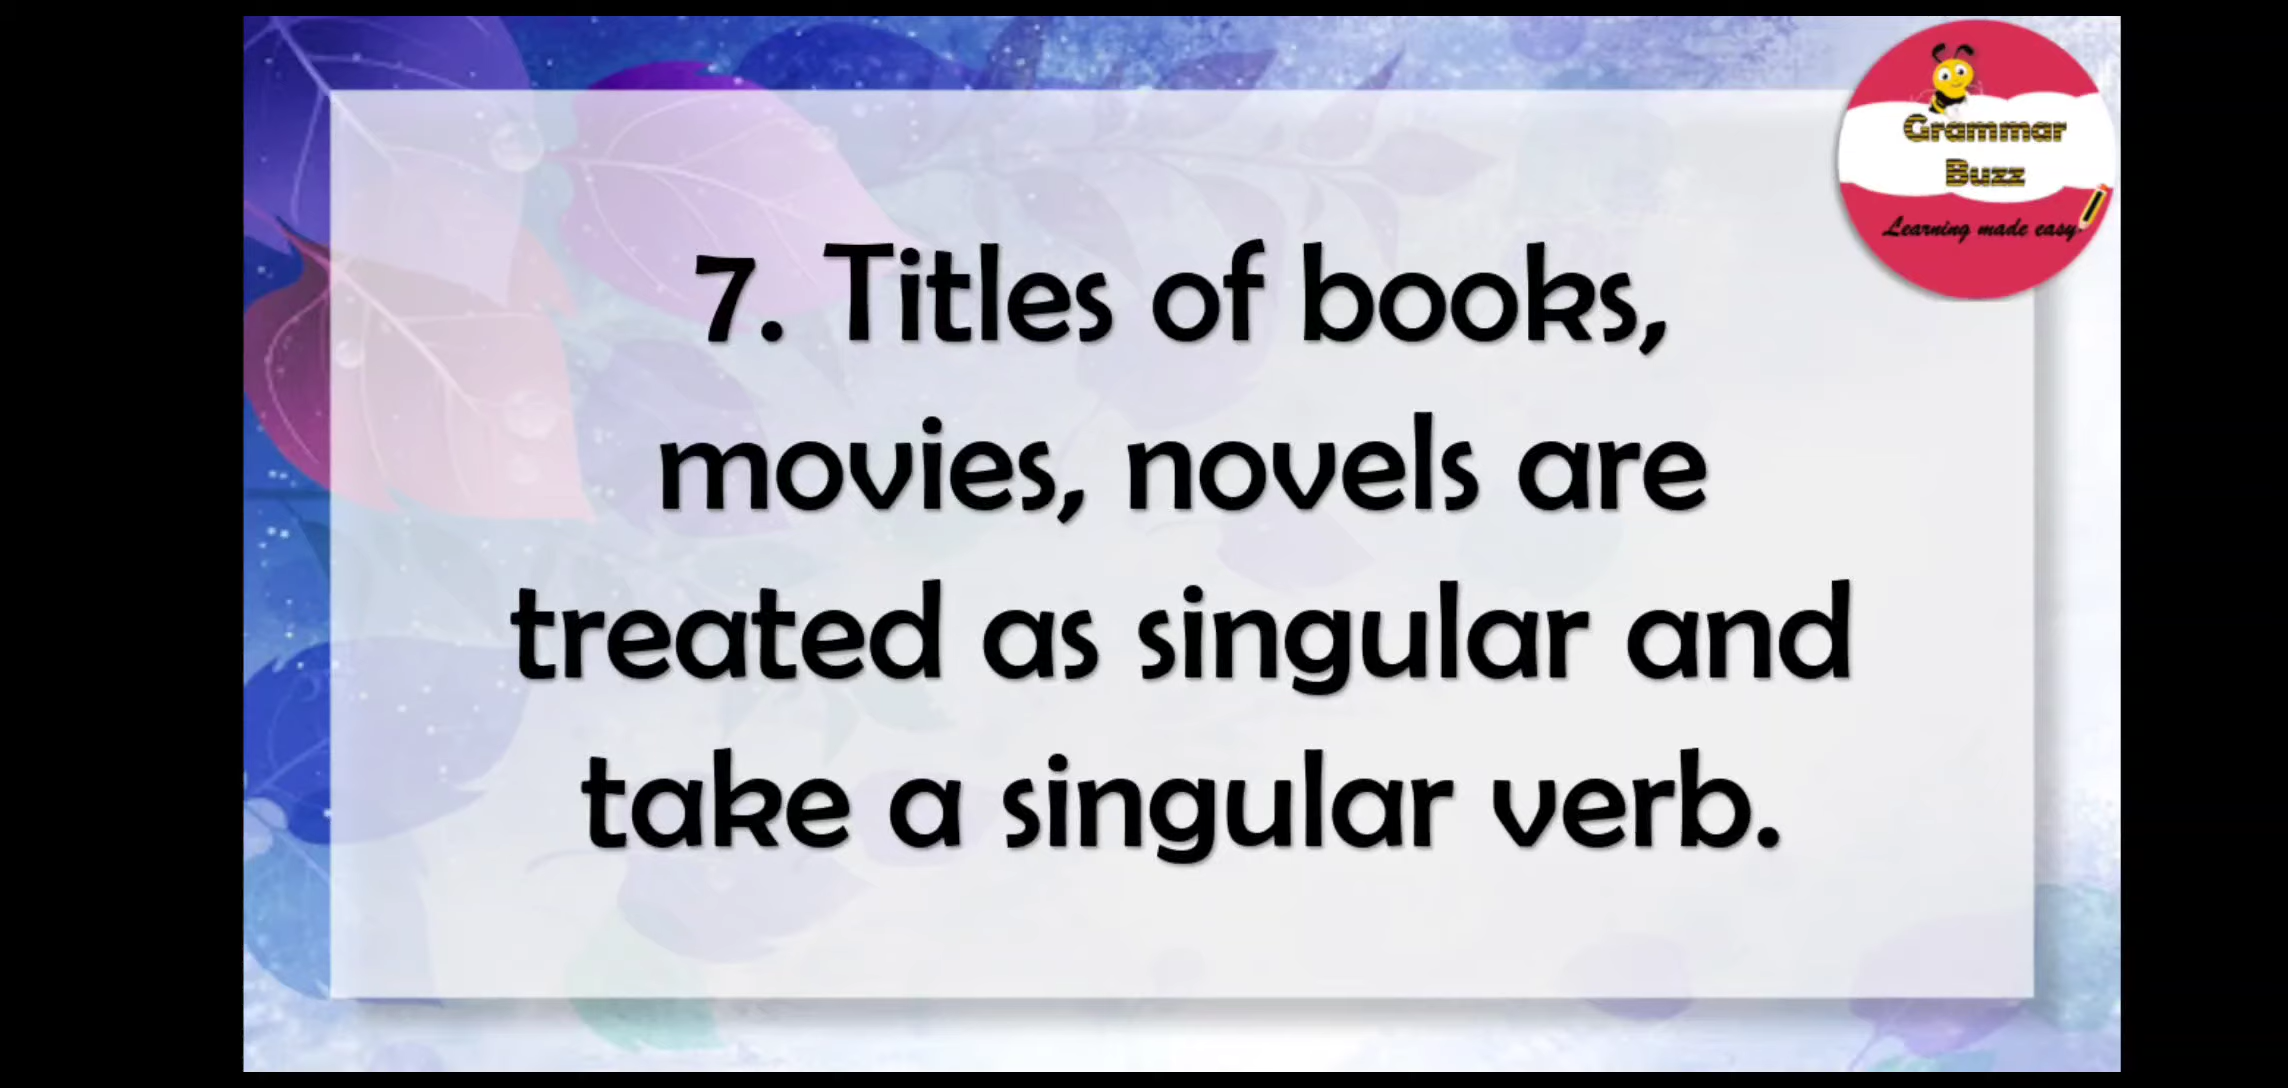 Grammar
Buzz
Learning made easy
7. Titles of books,
movies, novels are
treated as singular and
take a singular verb.